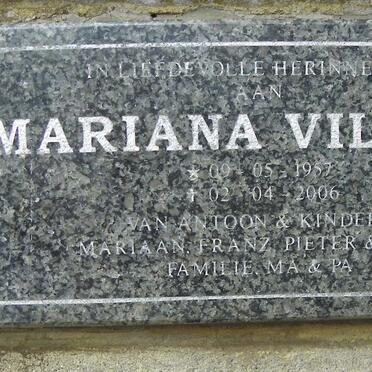 IN LIEFDEVOLLE HERINNE
AAN
MARIANA VIL
* 09-05-1957
† 02-04-2006
VAN ANTOON & KINDE
MARIAAN, FRANZ, PIETER &
FAMILIE, MA & PA